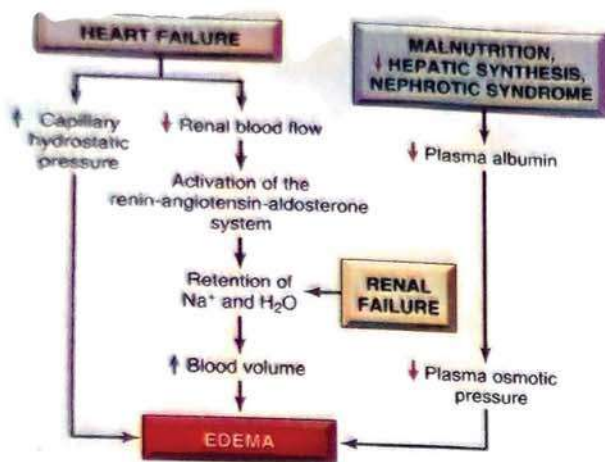 HEART FAILURE
↑ Capillary
hydrostatic
pressure
↓ Renal blood flow
Activation of the
renin-angiotensin-aldosterone
system
Retention of
Na⁺ and H₂O
RENAL
FAILURE
↑ Blood volume
MALNUTRITION,
↓ HEPATIC SYNTHESIS,
NEPHROTIC SYNDROME
↓ Plasma albumin
↓ Plasma osmotic
pressure
EDEMA